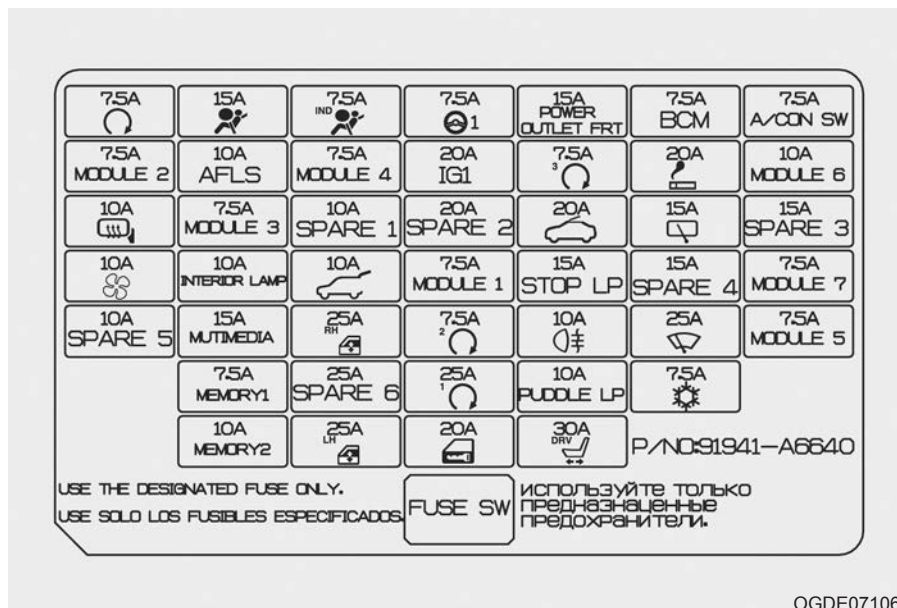 7.5A 15A 7.5A 7.5A 15A 7.5A 7.5A
IND 1 POWER OUTLET FRT BCM A/CON SW
7.5A 10A 7.5A 20A 7.5A 20A 10A
MODULE 2 AFLS MODULE 4 IG1 3 MODULE 6
10A 7.5A 10A 20A 20A 15A 15A
MODULE 3 SPARE 1 SPARE 2 SPARE 3
10A 10A 10A 7.5A 15A 15A 7.5A
INTERIOR LAMP MODULE 1 STOP LP SPARE 4 MODULE 7
10A 15A 25A 7.5A 10A 25A 7.5A
SPARE 5 MUTIMEDIA RH 2 MODULE 5
7.5A 25A 25A 10A 7.5A
MEMORY1 SPARE 6 1 PUDDLE LP
10A 25A 20A 30A
MEMORY2 LH DRV P/NO:91941-A6640
USE THE DESIGNATED FUSE ONLY.
USE SOLO LOS FUSIBLES ESPECIFICADOS.
FUSE SW
используйте только
предназнаценные
предохранители.
OGDE07106